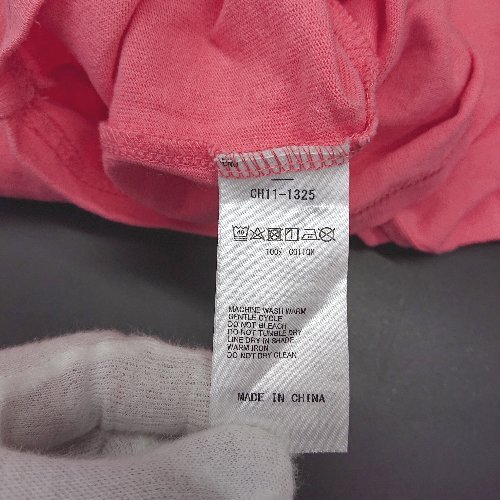 CH11-1325
100% COTTON
MACHINE WASH WARM
GENTLE CYCLE
DO NOT BLEACH
DO NOT TUMBLE DRY
LINE DRY IN SHADE
WARM IRON
DO NOT DRY CLEAN
MADE IN CHINA